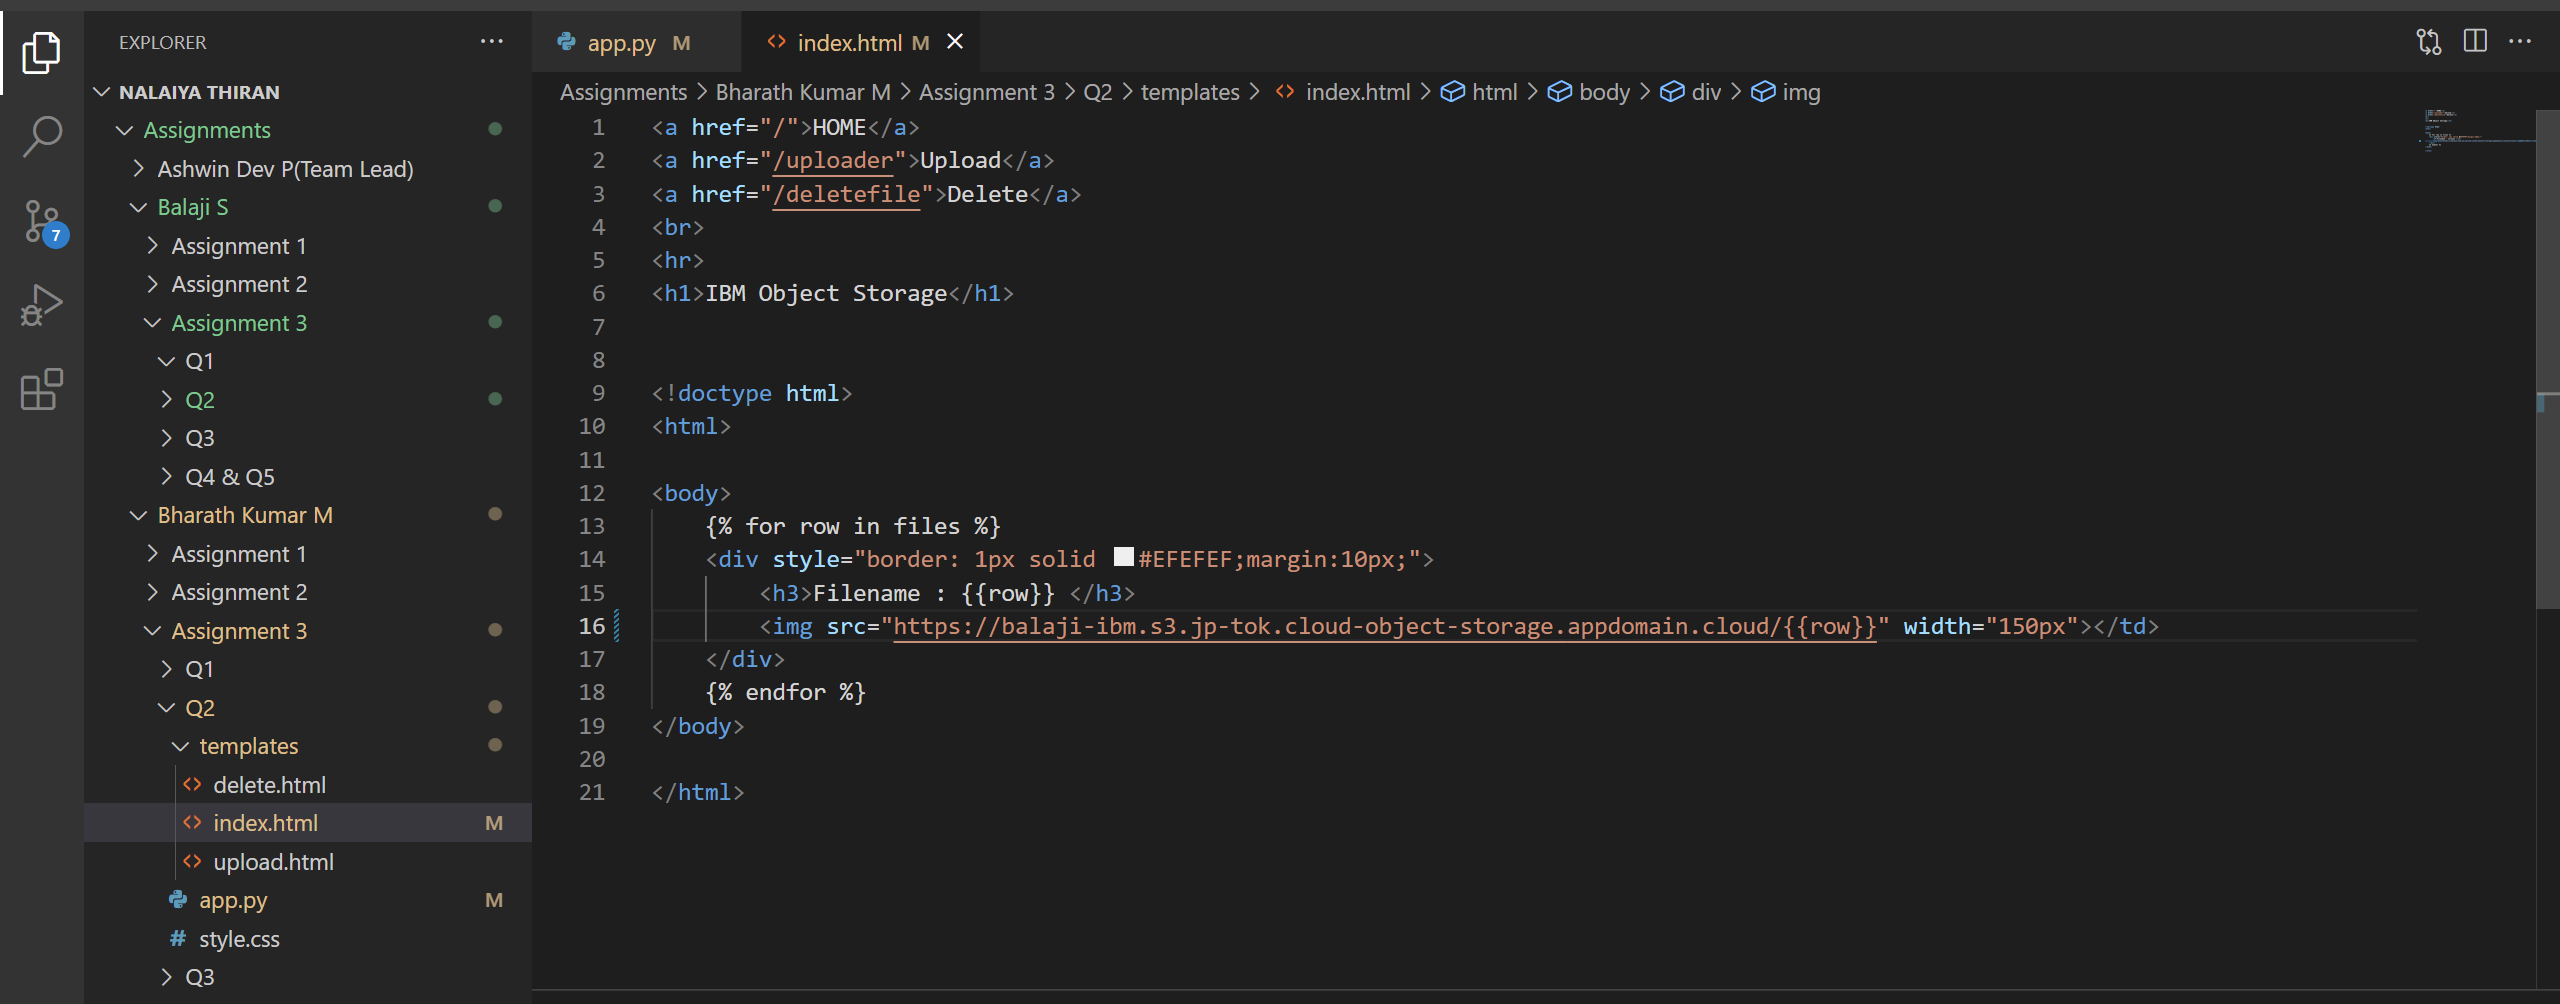 EXPLORER ···
NALAIYA THIRAN
Assignments
Ashwin Dev P(Team Lead)
Balaji S
Assignment 1
Assignment 2
Assignment 3
Q1
Q2
Q3
Q4 & Q5
Bharath Kumar M
Assignment 1
Assignment 2
Assignment 3
Q1
Q2
templates
<> delete.html
<> index.html M
<> upload.html
app.py M
# style.css
Q3
7
app.py M
<> index.html M
Assignments > Bharath Kumar M > Assignment 3 > Q2 > templates > <> index.html > html > body > div > img
1 <a href="/">HOME</a>
2 <a href="/uploader">Upload</a>
3 <a href="/deletefile">Delete</a>
4 <br>
5 <hr>
6 <h1>IBM Object Storage</h1>
7
8
9 <!doctype html>
10 <html>
11
12 <body>
13 {% for row in files %}
14 <div style="border: 1px solid #EFEFEF;margin:10px;">
15 <h3>Filename : {{row}} </h3>
16 <img src="https://balaji-ibm.s3.jp-tok.cloud-object-storage.appdomain.cloud/{{row}}" width="150px"></td>
17 </div>
18 {% endfor %}
19 </body>
20
21 </html>